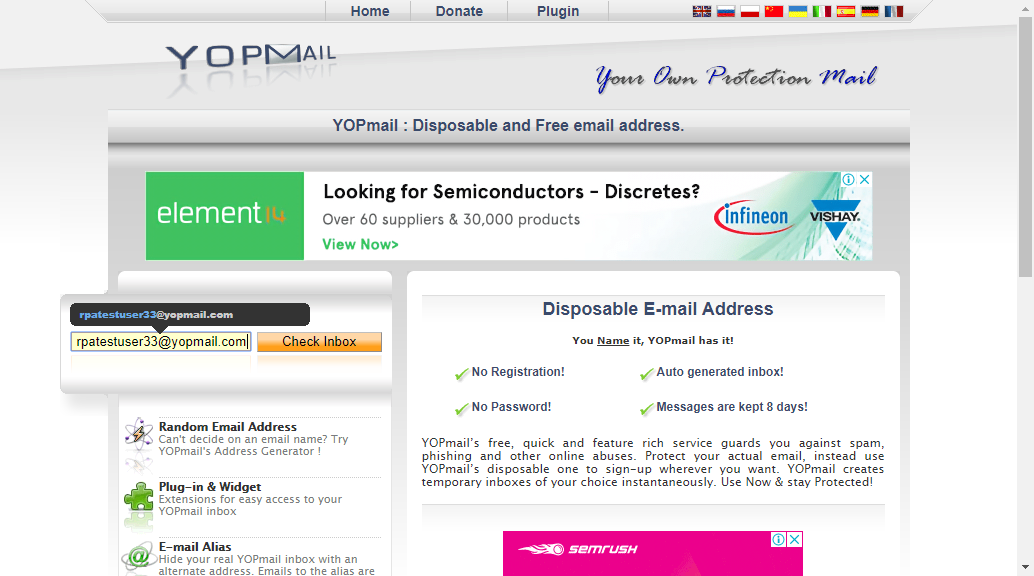 Home Donate Plugin
YOPMAIL
Your Own Protection Mail
YOPmail : Disposable and Free email address.
element14
Looking for Semiconductors - Discretes?
Over 60 suppliers & 30,000 products
View Now>
infineon
VISHAY.
rpatestuser33@yopmail.com
rpatestuser33@yopmail.com
Check Inbox
Random Email Address
Can't decide on an email name? Try
YOPmail's Address Generator !
Plug-in & Widget
Extensions for easy access to your
YOPmail inbox
E-mail Alias
Hide your real YOPmail inbox with an
alternate address. Emails to the alias are
Disposable E-mail Address
You Name it, YOPmail has it!
No Registration! Auto generated inbox!
No Password! Messages are kept 8 days!
YOPmail's free, quick and feature rich service guards you against spam,
phishing and other online abuses. Protect your actual email, instead use
YOPmail's disposable one to sign-up wherever you want. YOPmail creates
temporary inboxes of your choice instantaneously. Use Now & stay Protected!
semrush